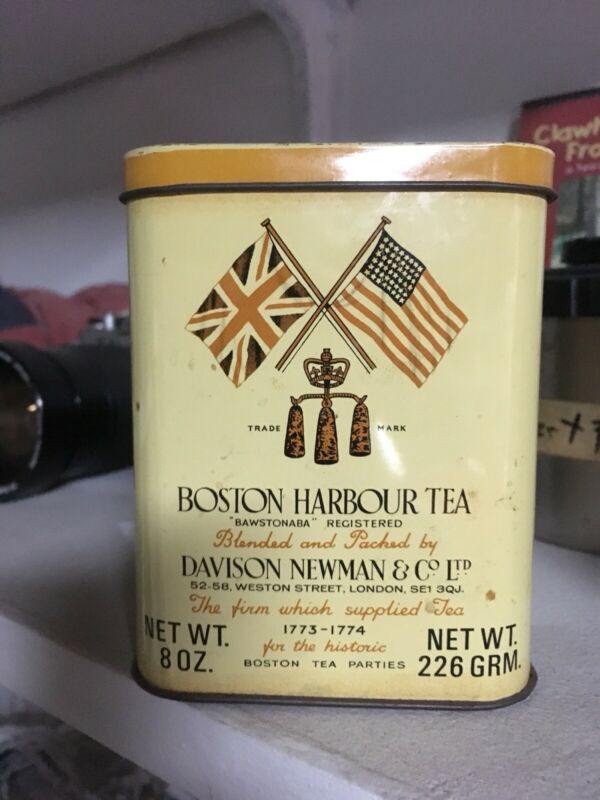 TRADE MARK
BOSTON HARBOUR TEA
"BAWSTONABA" REGISTERED
Blended and Packed by
DAVISON NEWMAN & Co LTD
52-58, WESTON STREET, LONDON, SE1 3QJ.
The firm which supplied Tea
1773-1774
for the historic
BOSTON TEA PARTIES
NET WT.
8 OZ.
NET WT.
226 GRM.